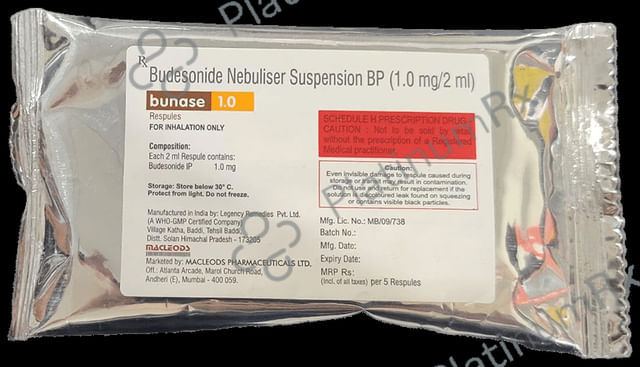 Rx Budesonide Nebuliser Suspension BP (1.0 mg/2 ml)
bunase 1.0
Respules
FOR INHALATION ONLY
Composition:
Each 2 ml Respule contains:
Budesonide IP 1.0 mg
Storage: Store below 30° C.
Protect from light. Do not freeze.
Manufactured in India by: Legency Remedies Pvt. Ltd.
(A WHO-GMP Certified Company)
Village Katha, Baddi, Tehsil Baddi,
Distt. Solan Himachal Pradesh - 173205
MACLEODS
Marketed by: MACLEODS PHARMACEUTICALS LTD.
Off.: Atlanta Arcade, Marol Church Road,
Andheri (E), Mumbai - 400 059.
SCHEDULE H PRESCRIPTION DRUG -
CAUTION : Not to be sold by retail
without the prescription of a Registered
Medical practitioner.
Caution:
Even invisible damage to respule caused during
storage or transit may result in contamination.
Do not use and return for replacement if the
solution is discoloured leak found on squeezing
or contains visible black particles.
Mfg. Lic. No.: MB/09/738
Batch No.:
Mfg. Date:
Expiry Date:
MRP Rs:
(incl. of all taxes) per 5 Respules
PlatinumRx
PlatinumRx
Platinum